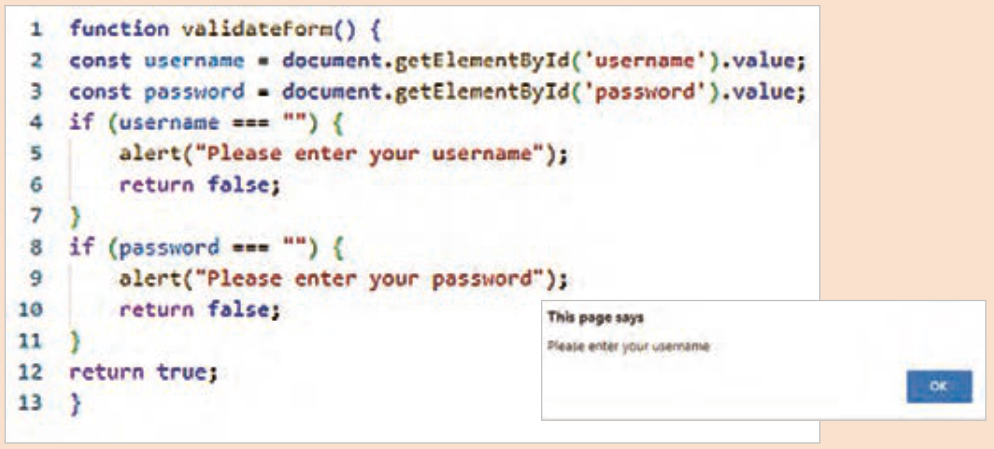 1 function validateForm() {
2 const username = document.getElementById('username').value;
3 const password = document.getElementById('password').value;
4 if (username === "") {
5 alert("Please enter your username");
6 return false;
7 }
8 if (password === "") {
9 alert("Please enter your password");
10 return false;
11 }
12 return true;
13 }
This page says
Please enter your username
OK